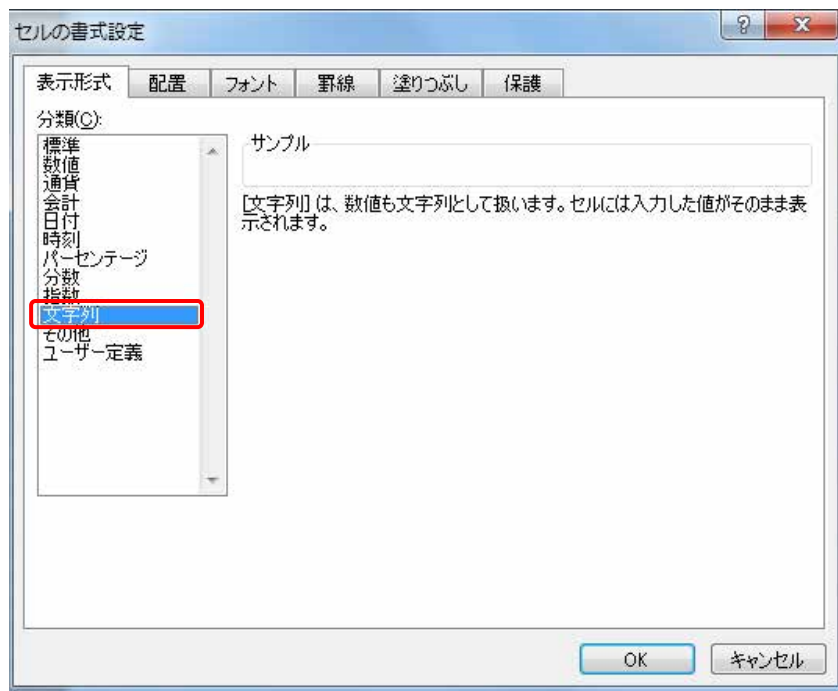 セルの書式設定
表示形式 配置 フォント 罫線 塗りつぶし 保護
分類(C):
標準
数値
通貨
会計
日付
時刻
パーセンテージ
分数
指数
文字列
その他
ユーザー定義
サンプル
[文字列] は、数値も文字列として扱います。セルには入力した値がそのまま表
示されます。
OK キャンセル